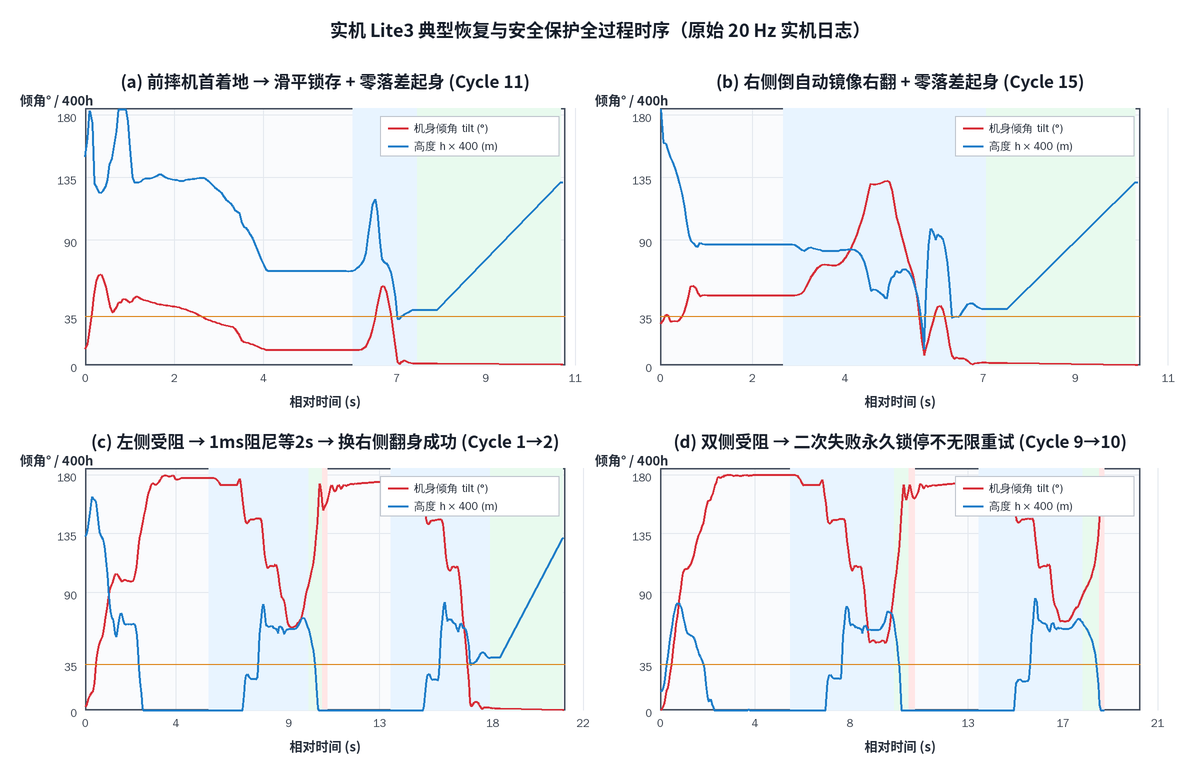 实机 Lite3 典型恢复与安全保护全过程时序（原始 20 Hz 实机日志）
(a) 前摔机首着地 → 滑平锁存 + 零落差起身 (Cycle 11)
倾角° / 400h
180
135
90
35
0
机身倾角 tilt (°)
高度 h × 400 (m)
0 2 4 7 9 11
相对时间 (s)
(b) 右侧倒自动镜像右翻 + 零落差起身 (Cycle 15)
倾角° / 400h
180
135
90
35
0
机身倾角 tilt (°)
高度 h × 400 (m)
0 2 4 7 9 11
相对时间 (s)
(c) 左侧受阻 → 1ms阻尼等2s → 换右侧翻身成功 (Cycle 1→2)
倾角° / 400h
180
135
90
35
0
机身倾角 tilt (°)
高度 h × 400 (m)
0 4 9 13 18 22
相对时间 (s)
(d) 双侧受阻 → 二次失败永久锁停不无限重试 (Cycle 9→10)
倾角° / 400h
180
135
90
35
0
机身倾角 tilt (°)
高度 h × 400 (m)
0 4 8 13 17 21
相对时间 (s)